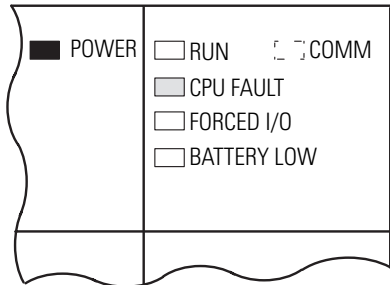 POWER
RUN COMM
CPU FAULT
FORCED I/O
BATTERY LOW